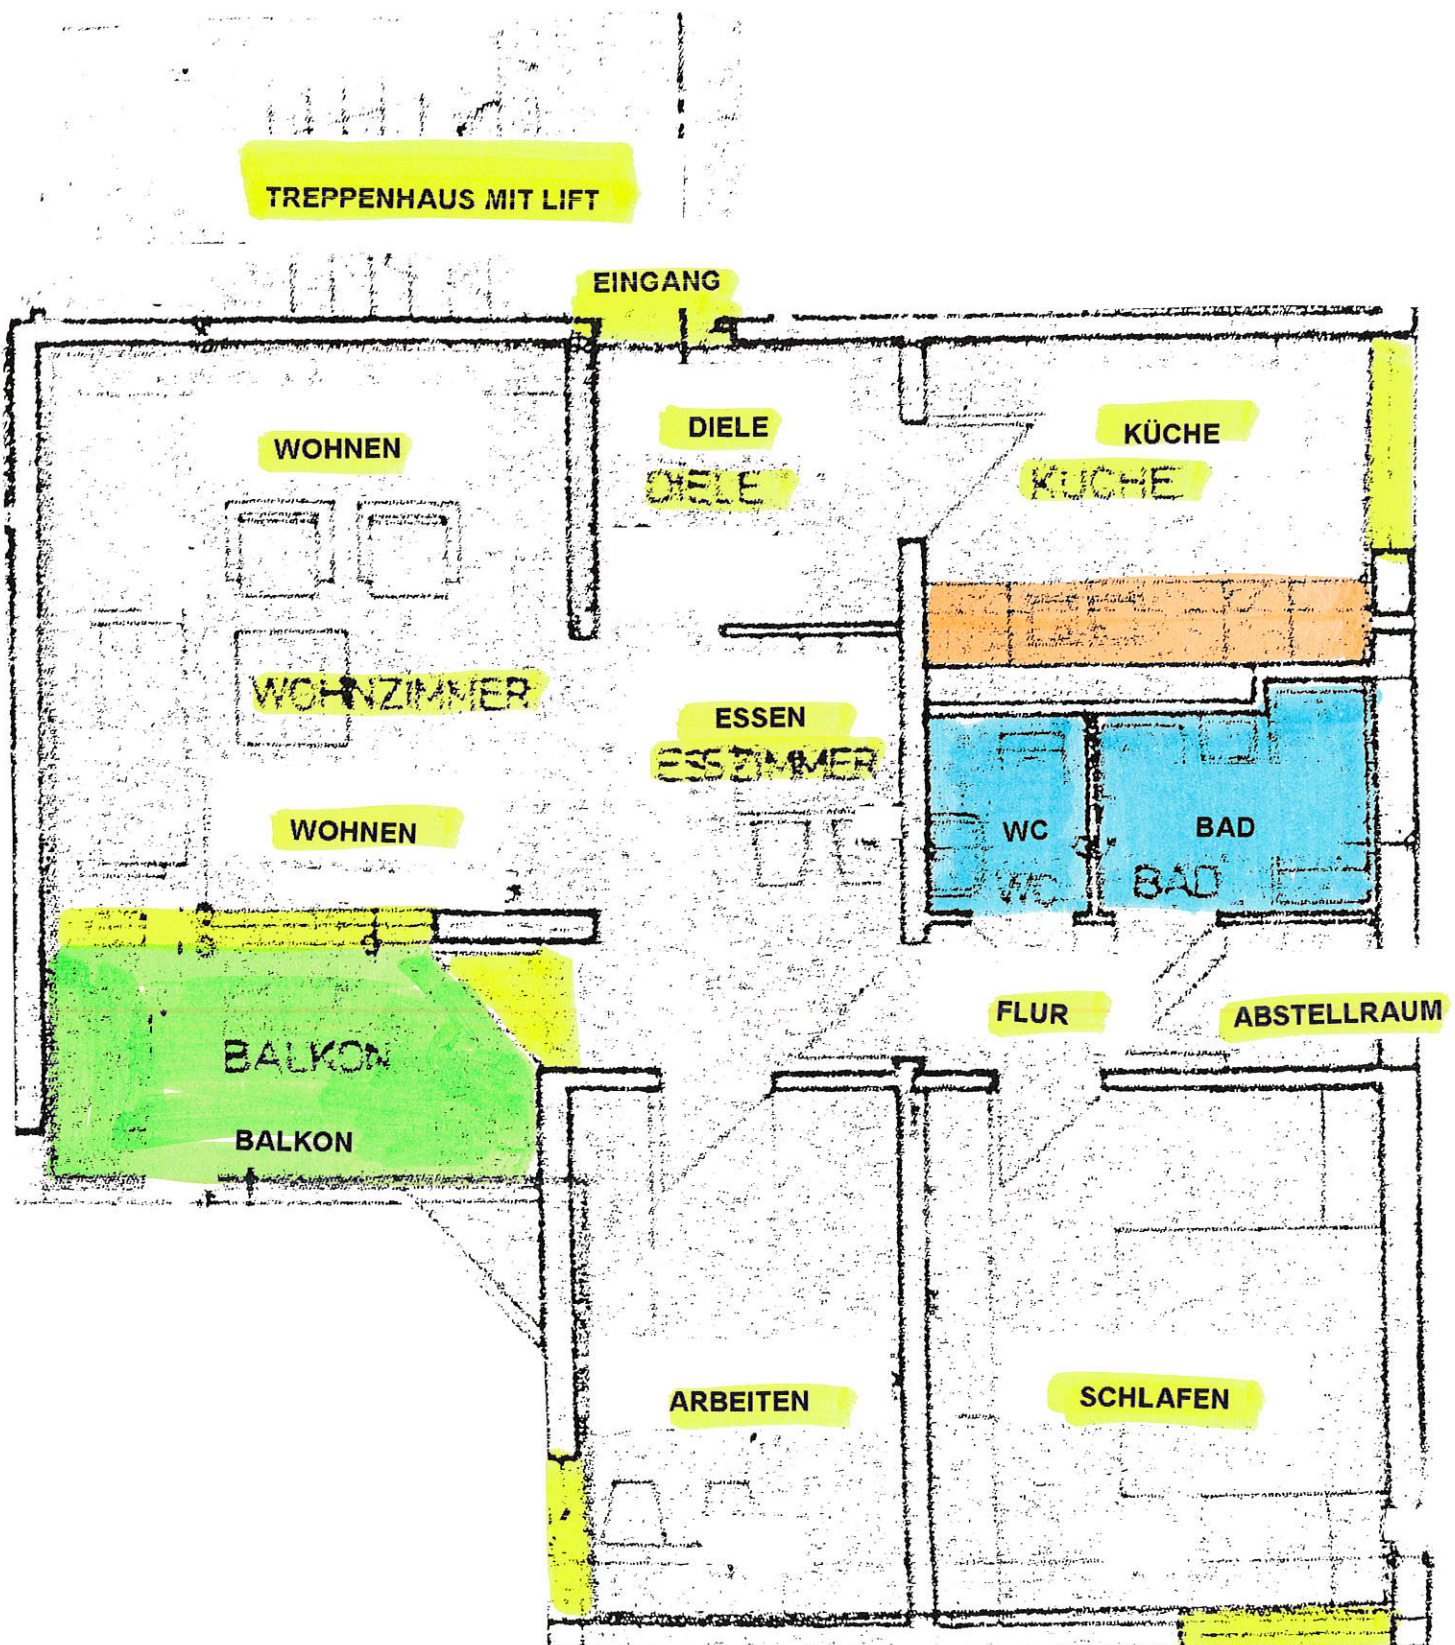 TREPPENHAUS MIT LIFT
EINGANG
WOHNEN
DIELE
DIELE
KÜCHE
KÜCHE
WOHNZIMMER
ESSEN
ESSZIMMER
WOHNEN
WC
WC
BAD
BAD
FLUR
ABSTELLRAUM
BALKON
BALKON
ARBEITEN
SCHLAFEN